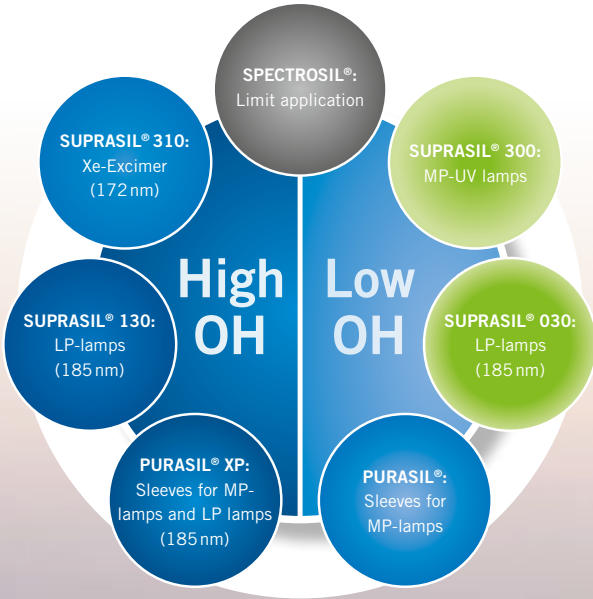 SPECTROSIL®:
Limit application
SUPRASIL® 310:
Xe-Excimer
(172 nm)
SUPRASIL® 300:
MP-UV lamps
High
OH
Low
OH
SUPRASIL® 130:
LP-lamps
(185 nm)
SUPRASIL® 030:
LP-lamps
(185 nm)
PURASIL® XP:
Sleeves for MP-
lamps and LP lamps
(185 nm)
PURASIL®:
Sleeves for
MP-lamps